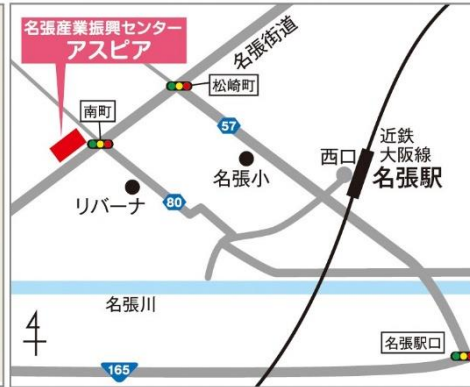 名張産業振興センター
アスピア
名張街道
松崎町
南町
57
近鉄
大阪線
名張駅
西口
名張小
リバーナ
80
名張川
名張駅口
165